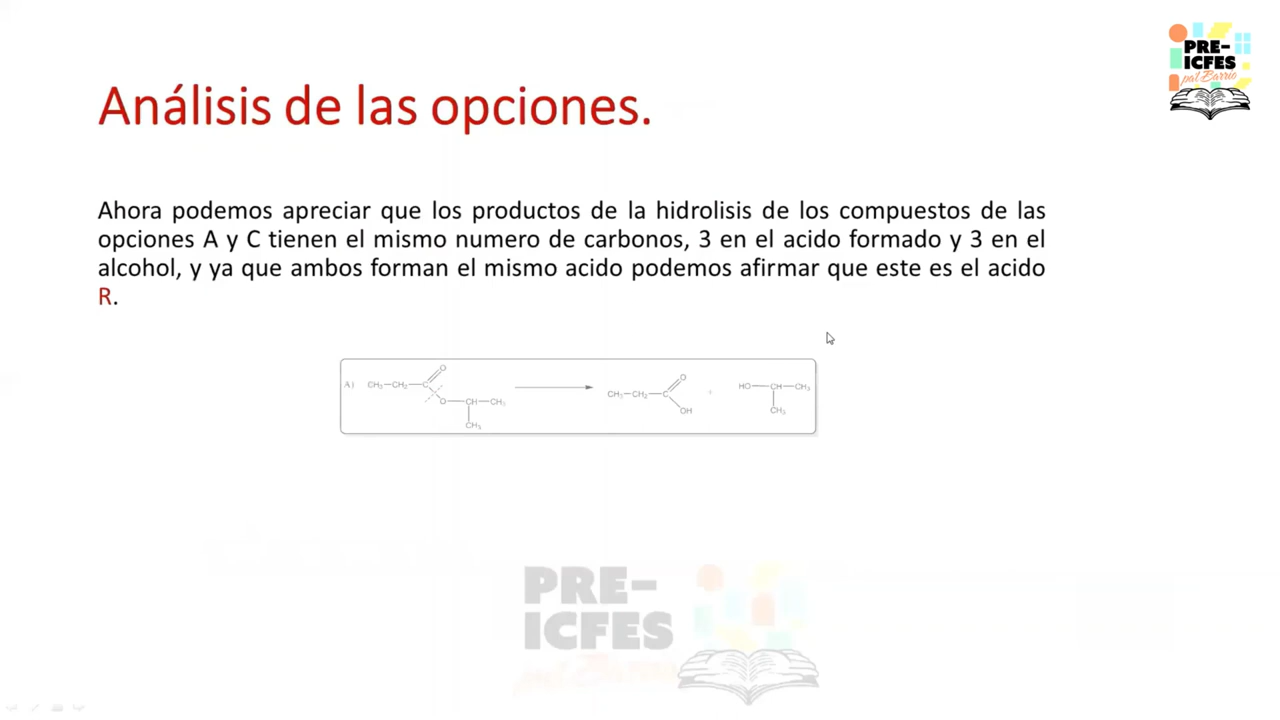 PRE-
ICFES
pal Barrio
Análisis de las opciones.
Ahora podemos apreciar que los productos de la hidrolisis de los compuestos de las
opciones A y C tienen el mismo numero de carbonos, 3 en el acido formado y 3 en el
alcohol, y ya que ambos forman el mismo acido podemos afirmar que este es el acido
R.
A) CH₃—CH₂—C O O—CH—CH₃ CH₃
CH₃—CH₂—C O OH + HO—CH—CH₃ CH₃
PRE-
ICFES
pal Barrio